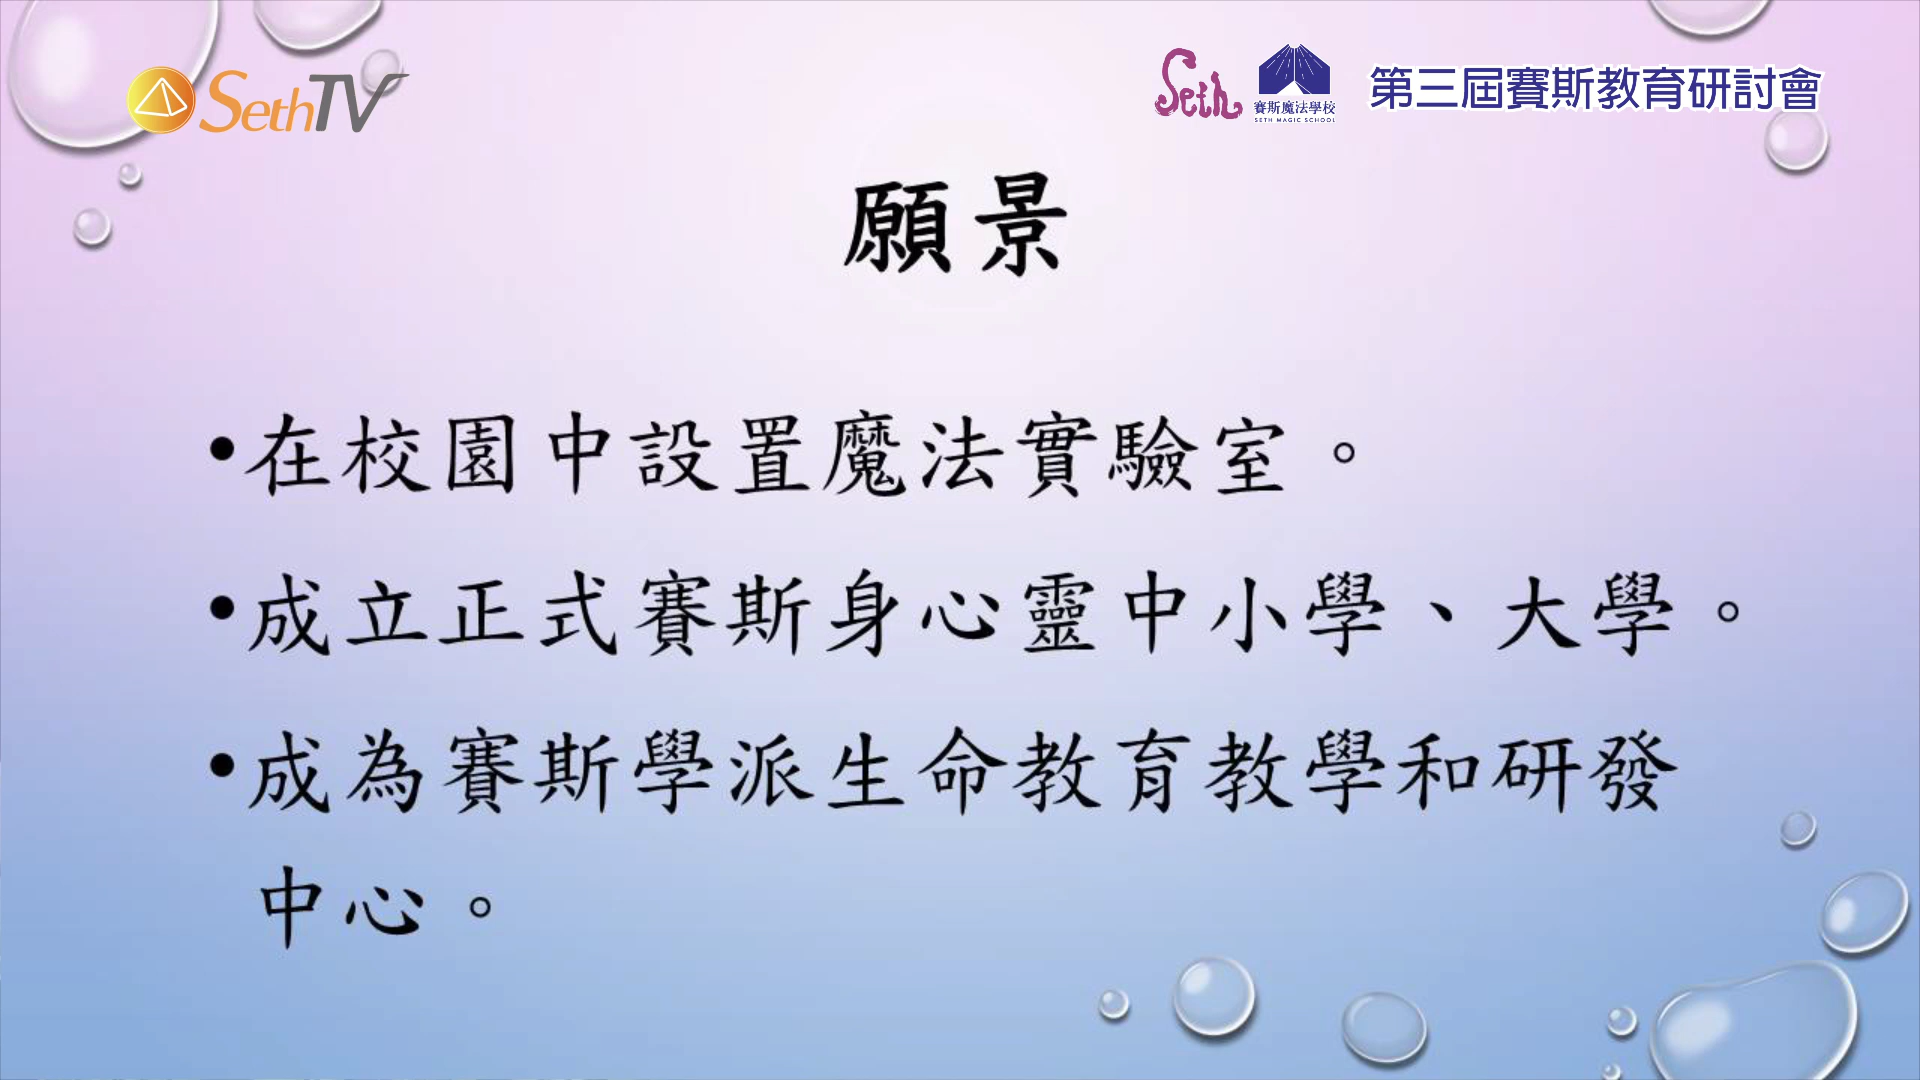 SethTV
Seth
賽斯魔法學校
SETH MAGIC SCHOOL
第三屆賽斯教育研討會
願景
•在校園中設置魔法實驗室。
•成立正式賽斯身心靈中小學、大學。
•成為賽斯學派生命教育教學和研發
中心。